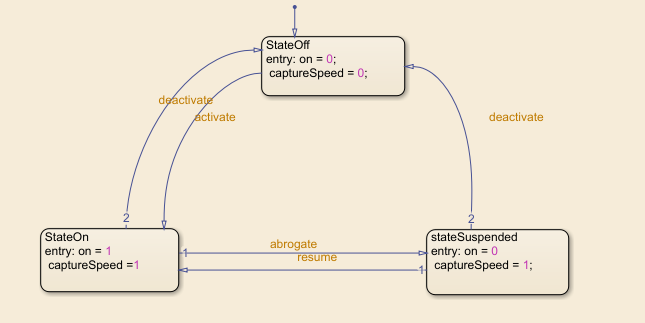 StateOff
entry: on = 0;
captureSpeed = 0;
deactivate
activate
deactivate
2
2
StateOn
entry: on = 1
captureSpeed =1
1
abrogate
resume
1
stateSuspended
entry: on = 0
captureSpeed = 1;